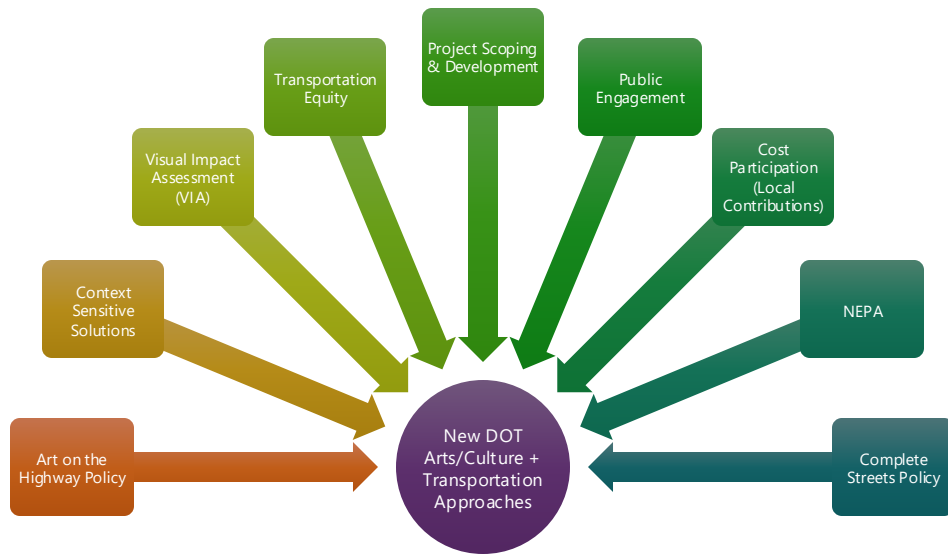 Project Scoping
& Development
Transportation
Equity
Public
Engagement
Visual Impact
Assessment
(VIA)
Cost
Participation
(Local
Contributions)
Context
Sensitive
Solutions
NEPA
Art on the
Highway Policy
New DOT
Arts/Culture +
Transportation
Approaches
Complete
Streets Policy